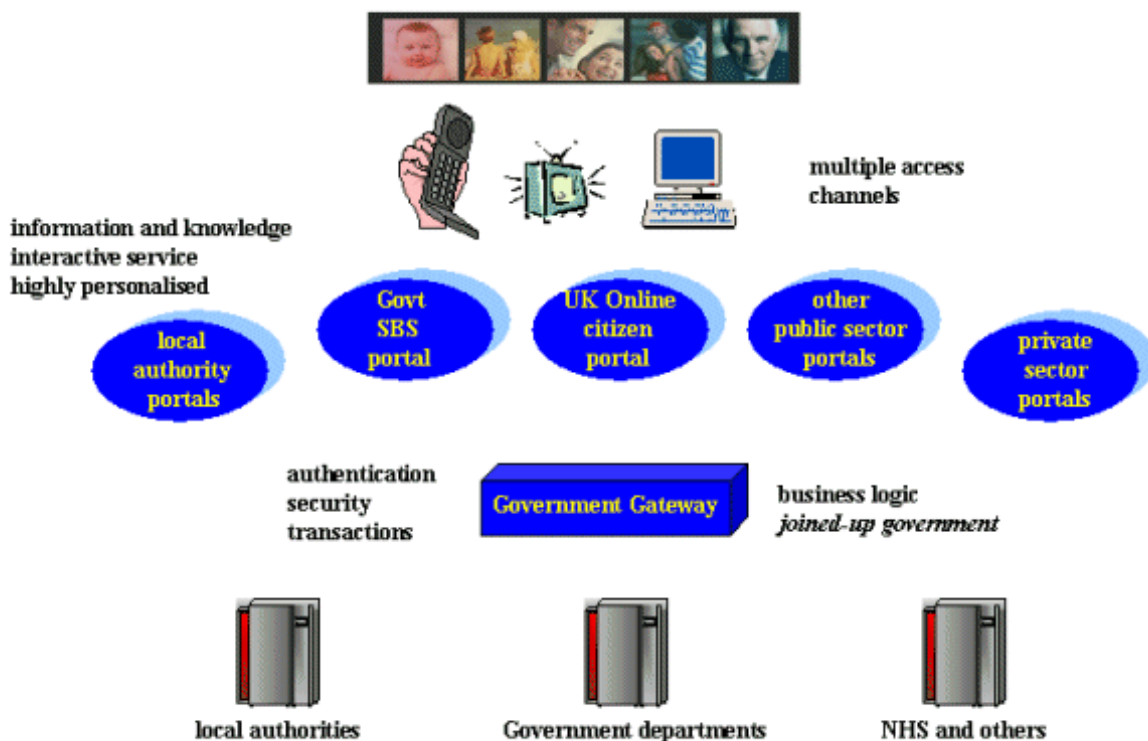 multiple access
channels
information and knowledge
interactive service
highly personalised
local
authority
portals
Govt
SBS
portal
UK Online
citizen
portal
other
public sector
portals
private
sector
portals
authentication
security
transactions
Government Gateway
business logic
joined-up government
local authorities
Government departments
NHS and others